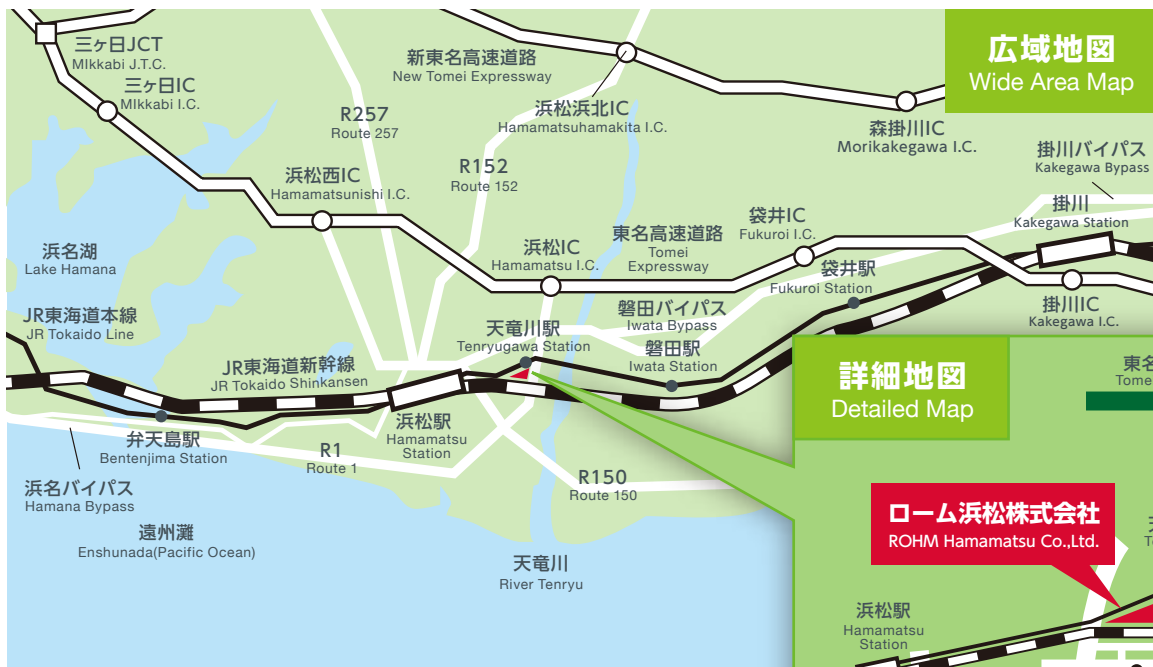 三ヶ日JCT
MIkkabi J.T.C.
三ヶ日IC
MIkkabi I.C.
新東名高速道路
New Tomei Expressway
広域地図
Wide Area Map
R257
Route 257
浜松浜北IC
Hamamatsuhamakita I.C.
森掛川IC
Morikakegawa I.C.
掛川バイパス
Kakegawa Bypass
R152
Route 152
浜松西IC
Hamamatsunishi I.C.
掛川
Kakegawa Station
袋井IC
Fukuroi I.C.
東名高速道路
Tomei
Expressway
浜名湖
Lake Hamana
浜松IC
Hamamatsu I.C.
袋井駅
Fukuroi Station
掛川IC
Kakegawa I.C.
JR東海道本線
JR Tokaido Line
磐田バイパス
Iwata Bypass
天竜川駅
Tenryugawa Station
磐田駅
Iwata Station
JR東海道新幹線
JR Tokaido Shinkansen
詳細地図
Detailed Map
浜松駅
Hamamatsu
Station
弁天島駅
Bentenjima Station
R1
Route 1
R150
Route 150
浜名バイパス
Hamana Bypass
遠州灘
Enshunada(Pacific Ocean)
天竜川
River Tenryu
ローム浜松株式会社
ROHM Hamamatsu Co.,Ltd.
浜松駅
Hamamatsu
Station